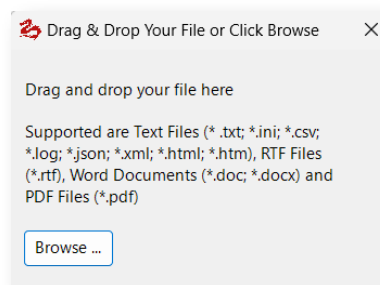 Drag & Drop Your File or Click Browse
Drag and drop your file here
Supported are Text Files (* .txt; *.ini; *.csv;
*.log; *.json; *.xml; *.html; *.htm), RTF Files
(*.rtf), Word Documents (*.doc; *.docx) and
PDF Files (*.pdf)
Browse ...